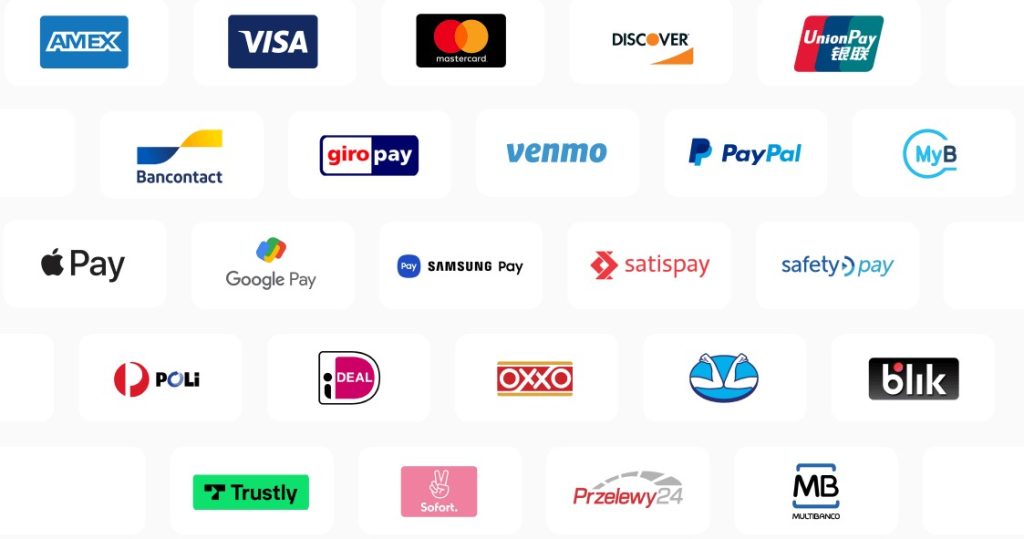 AMEX
VISA
mastercard
DISCOVER
UnionPay
银联
Bancontact
giropay
venmo
PayPal
MyB
Pay
Google Pay
Pay SAMSUNG Pay
satispay
safetypay
POLi
iDEAL
OXXO
blik
Trustly
Sofort.
Przelewy24
MB
MULTIBANCO